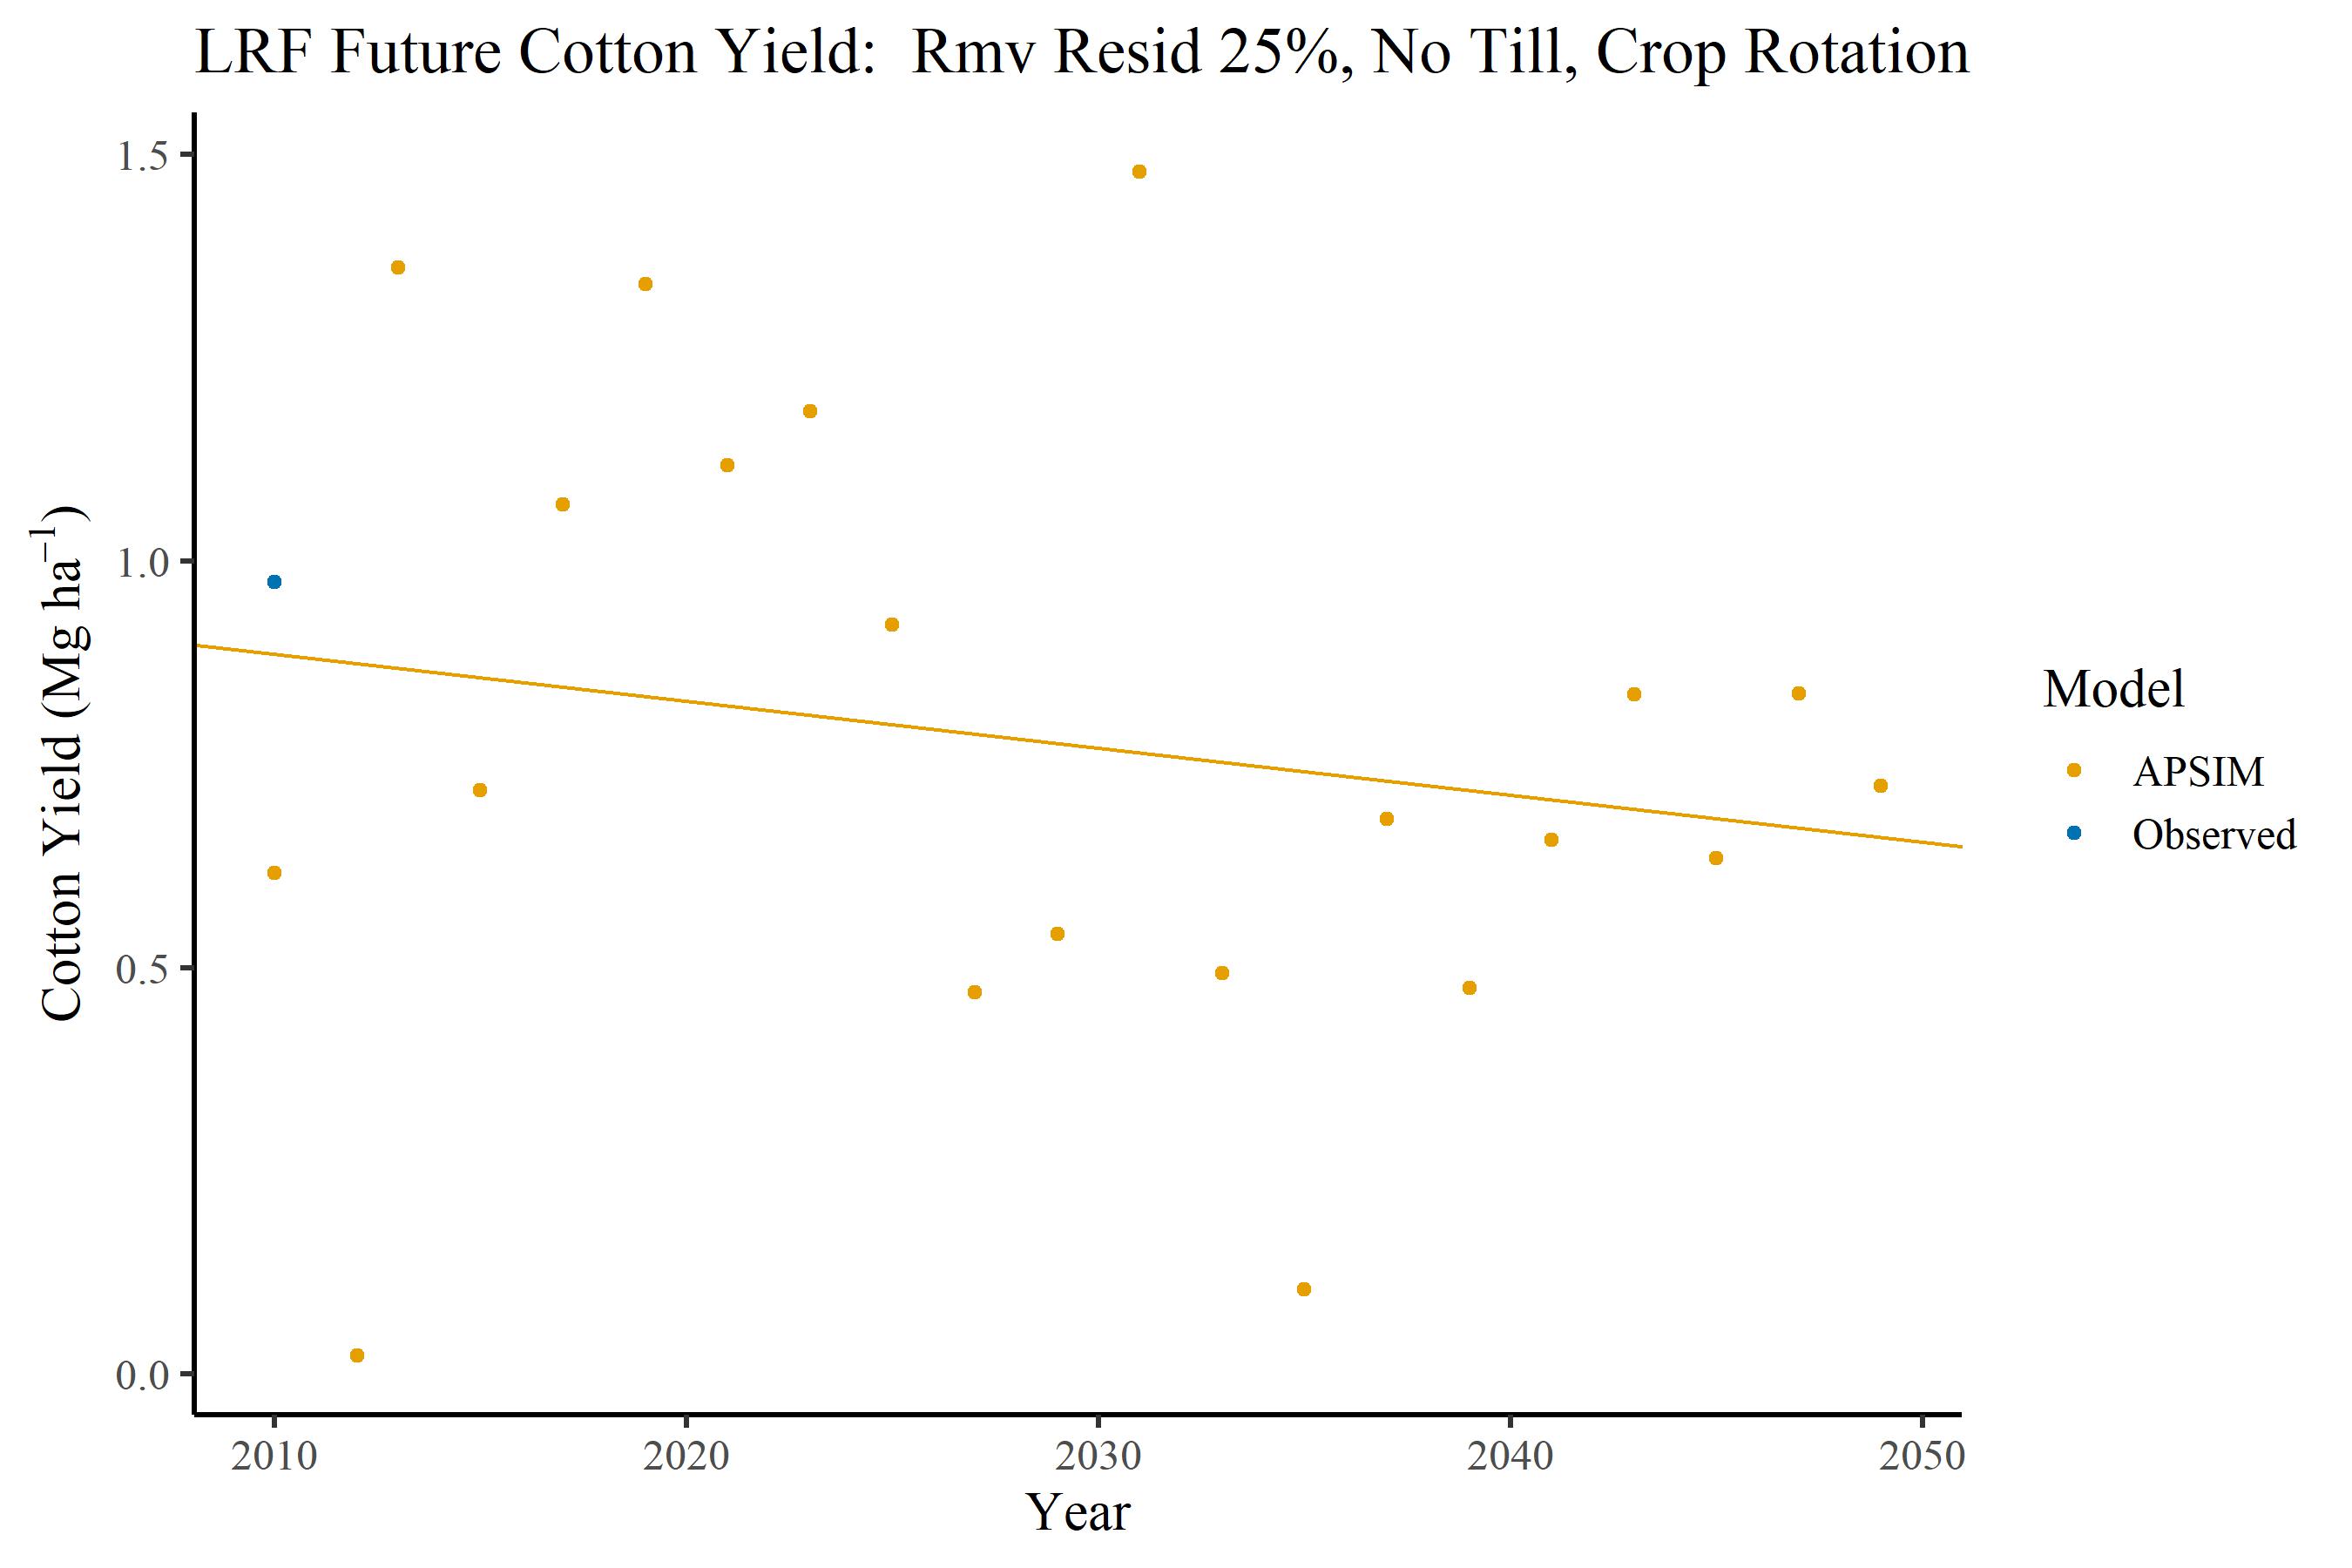 LRF Future Cotton Yield:  Rmv Resid 25%, No Till, Crop Rotation
Cotton Yield (Mg ha⁻¹)
1.5
1.0
0.5
0.0
2010 2020 2030 2040 2050
Year
Model
APSIM
Observed